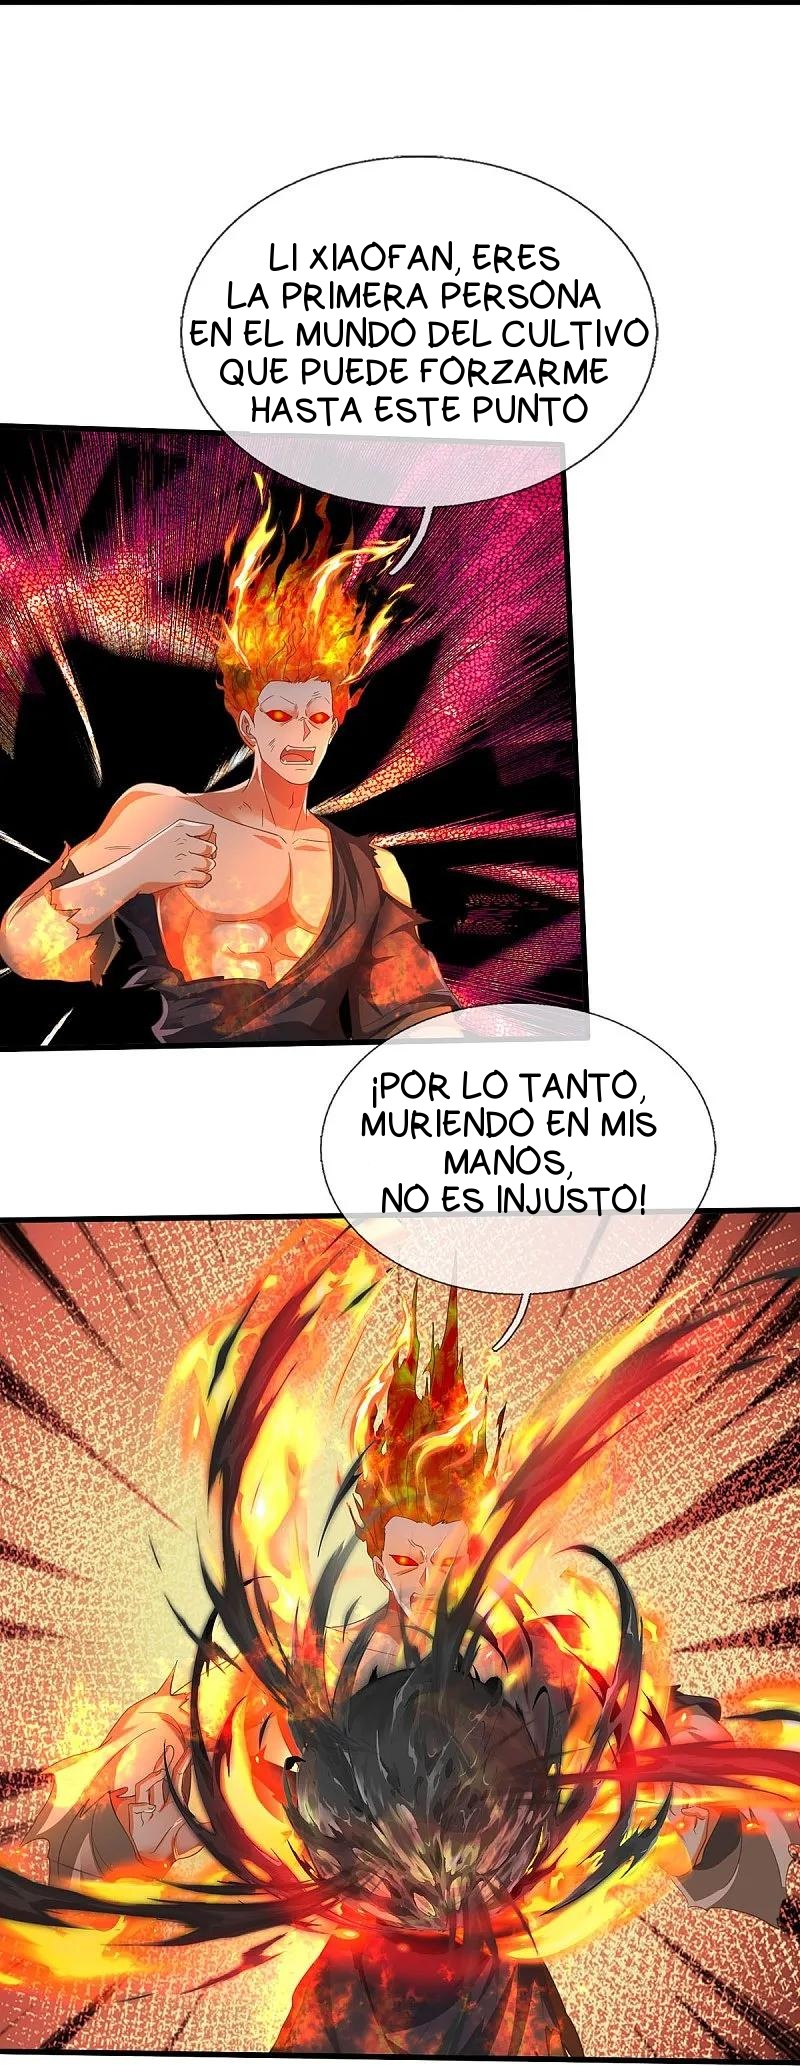 LI XIAOFAN, ERES
LA PRIMERA PERSONA
EN EL MUNDO DEL CULTIVO
QUE PUEDE FORZARME
HASTA ESTE PUNTO
¡POR LO TANTO,
MURIENDO EN MIS
MANOS,
NO ES INJUSTO!